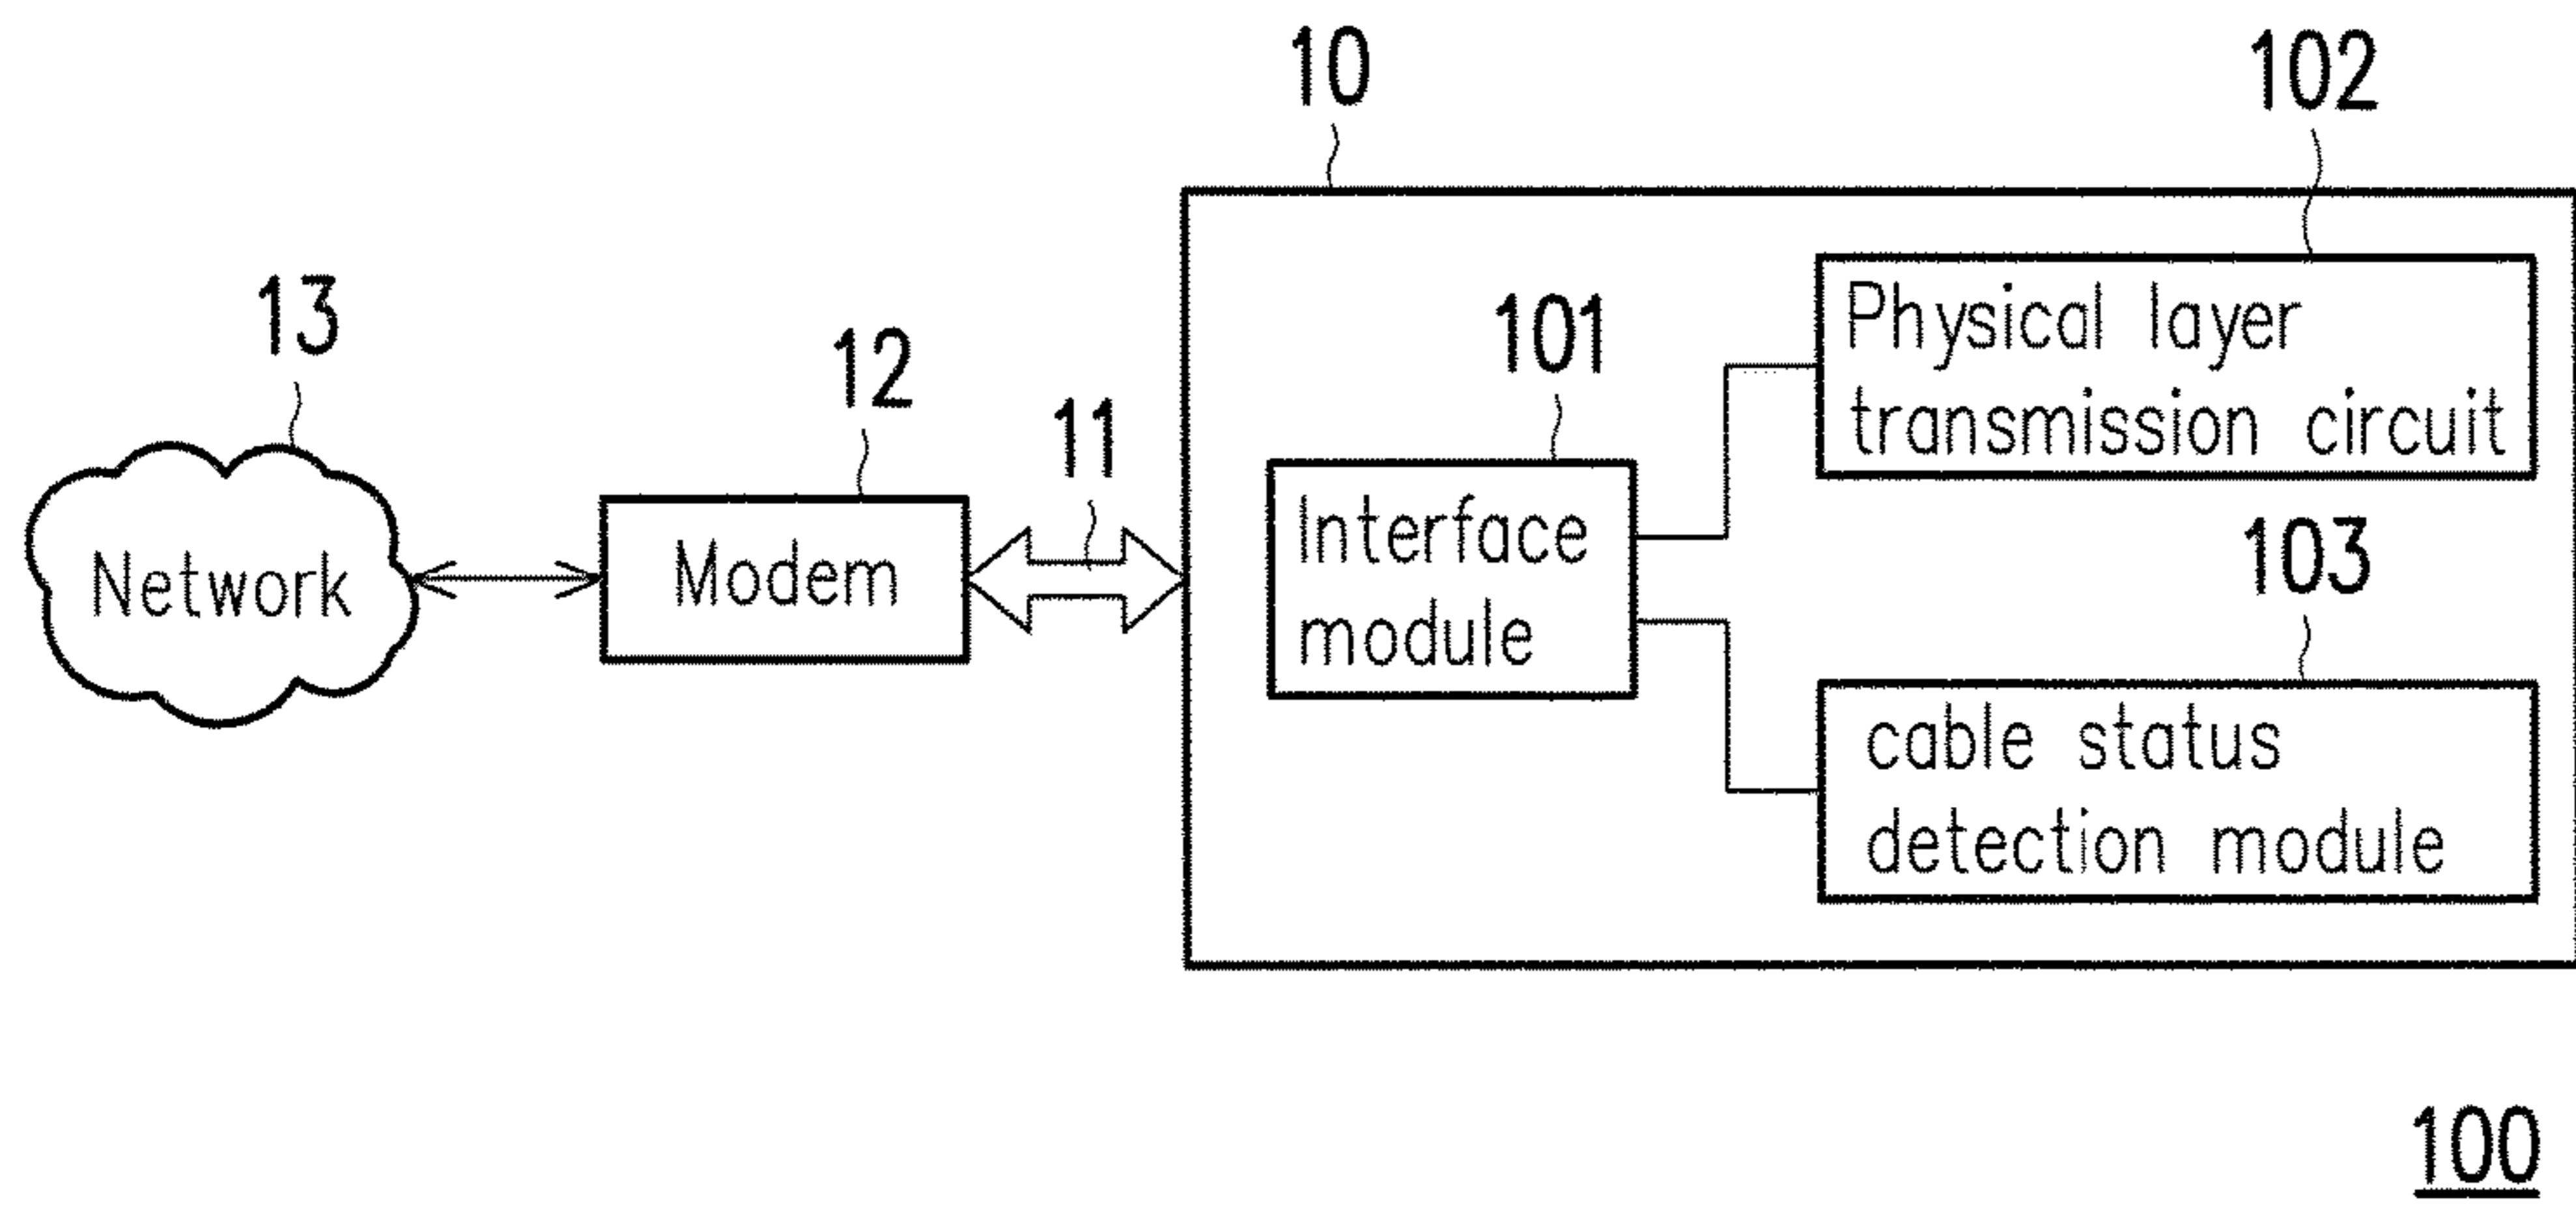 10
102
13
12
11
101
Physical layer
transmission circuit
Network
Modem
Interface
module
103
cable status
detection module
100